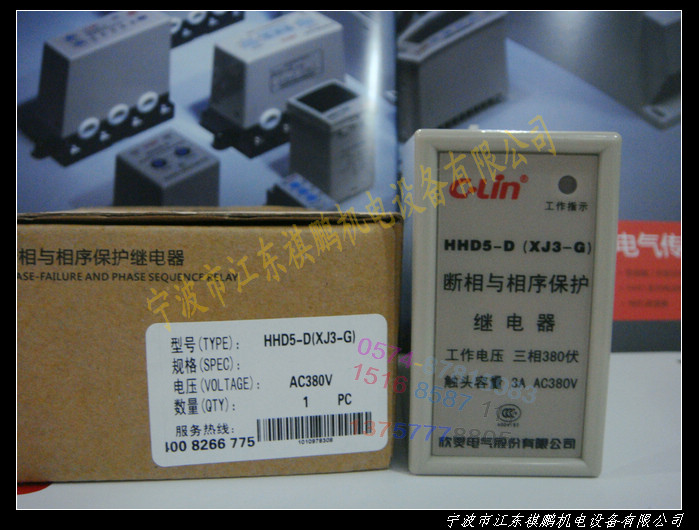 C-Lin
工作指示
HHD5-D (XJ3-G)
断相与相序保护
继电器
工作电压 三相380伏
触头容量 3A AC380V
欣灵电气股份有限公司
相与相序保护继电器
ASE-FAILURE AND PHASE SEQUENCE RELAY
型号(TYPE): HHD5-D(XJ3-G)
规格(SPEC):
电压(VOLTAGE): AC380V
数量(QTY): 1 PC
服务热线:
400 8266 775
电气传
宁波市江东祺鹏机电设备有限公司
宁波市江东祺鹏机电设备有限公司